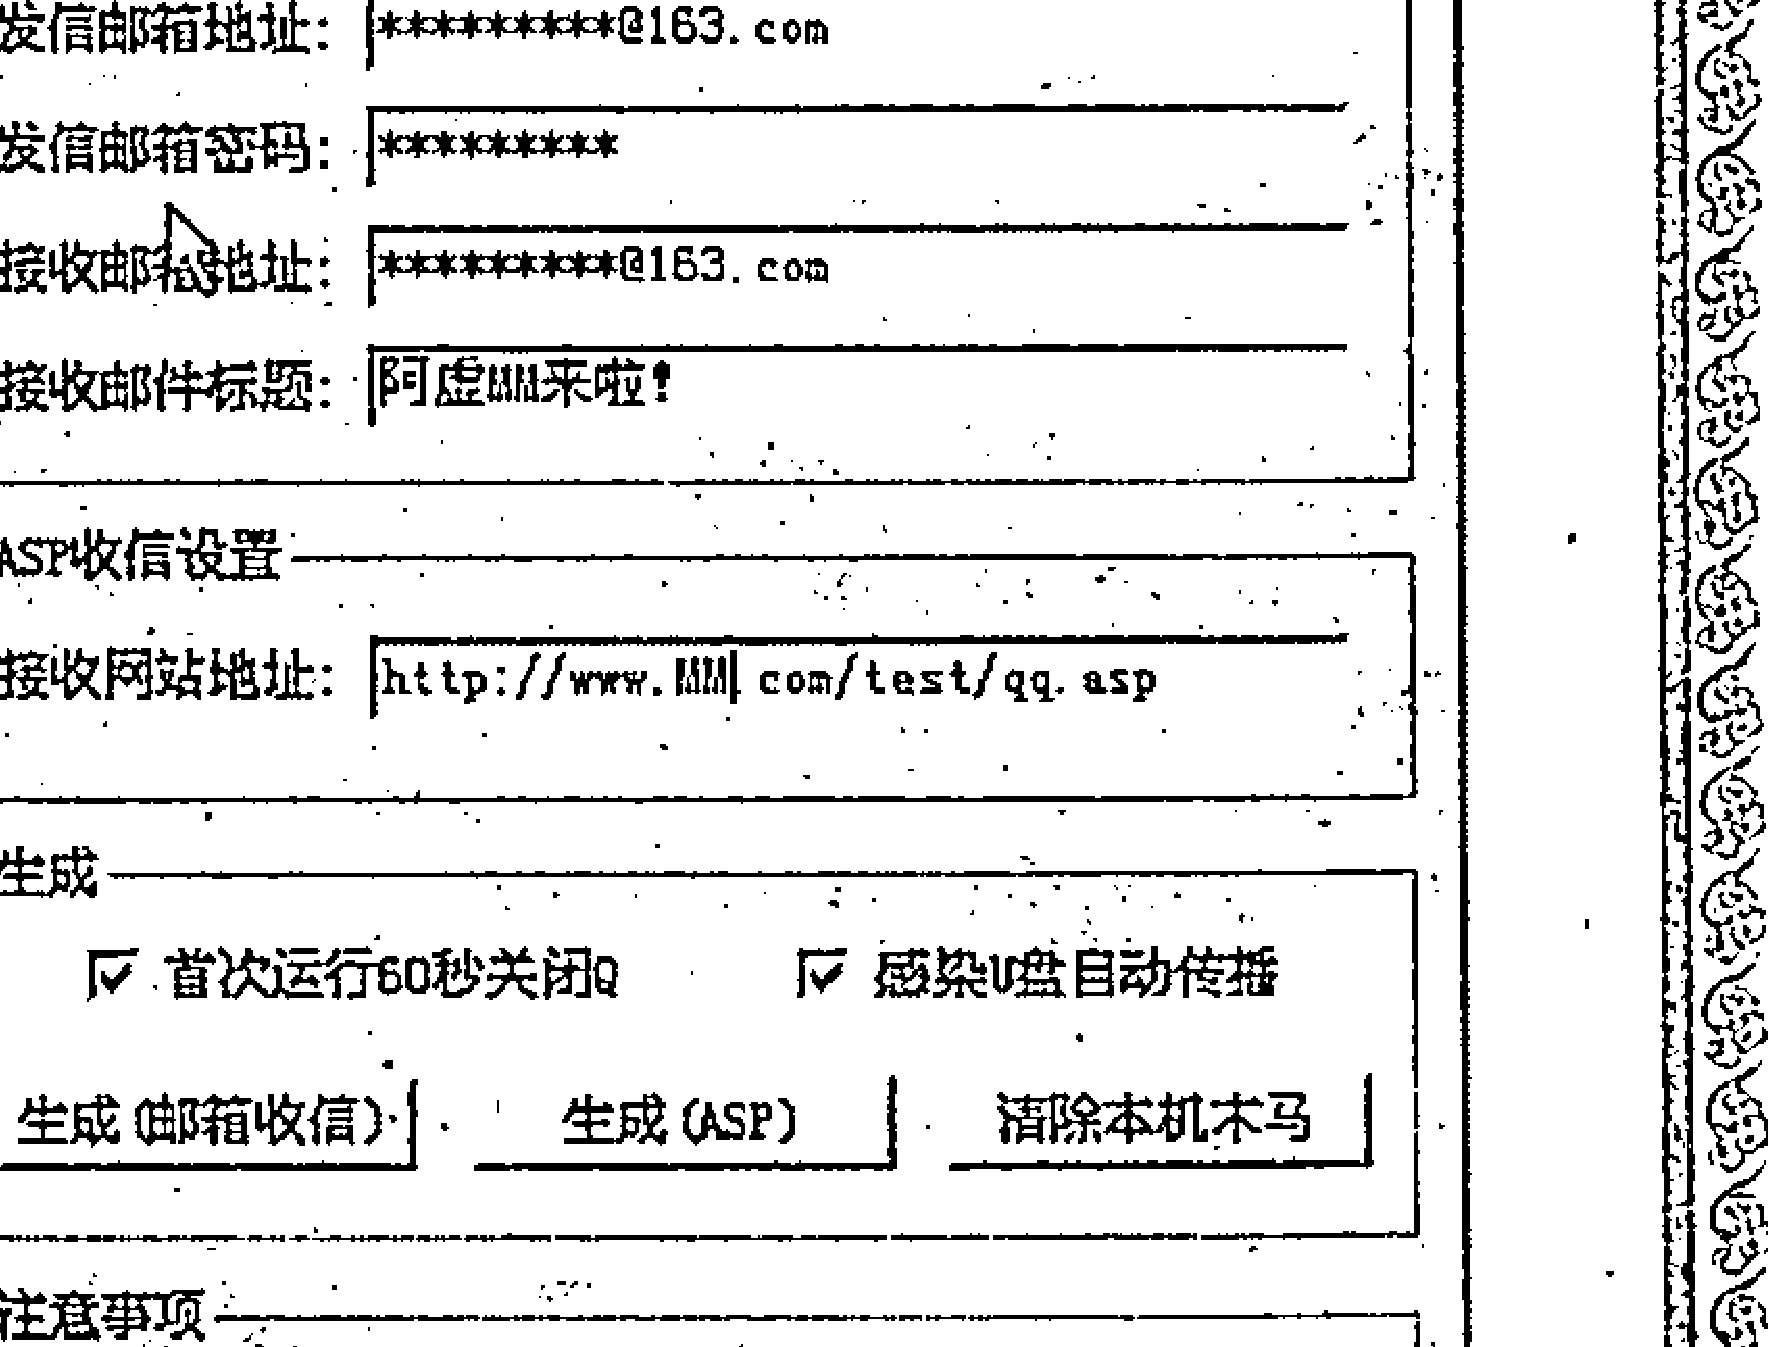 发信邮箱地址: *********@163.com
发信邮箱密码: *********
接收邮箱地址: *********@163.com
接收邮件标题: 阿虚MM来啦!
ASP收信设置
接收网站地址: http://www.MM.com/test/qq.asp
生成
首次运行60秒关闭Q 感染U盘自动传播
生成(邮箱收信) 生成(ASP) 清除本机木马
注意事项